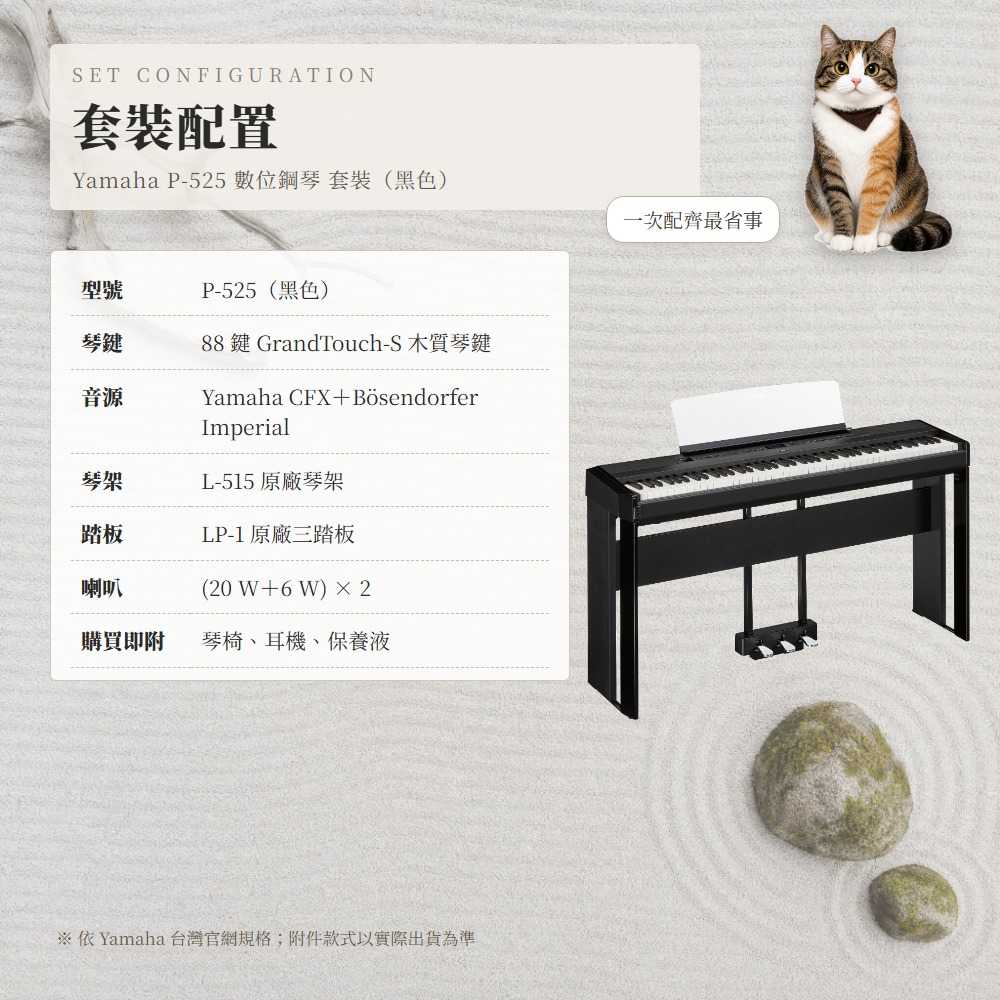 SET CONFIGURATION
套裝配置
Yamaha P-525 數位鋼琴 套裝（黑色）
一次配齊最省事
型號 P-525（黑色）
琴鍵 88 鍵 GrandTouch-S 木質琴鍵
音源 Yamaha CFX＋Bösendorfer
Imperial
琴架 L-515 原廠琴架
踏板 LP-1 原廠三踏板
喇叭 (20 W＋6 W) × 2
購買即附 琴椅、耳機、保養液
※ 依 Yamaha 台灣官網規格；附件款式以實際出貨為準